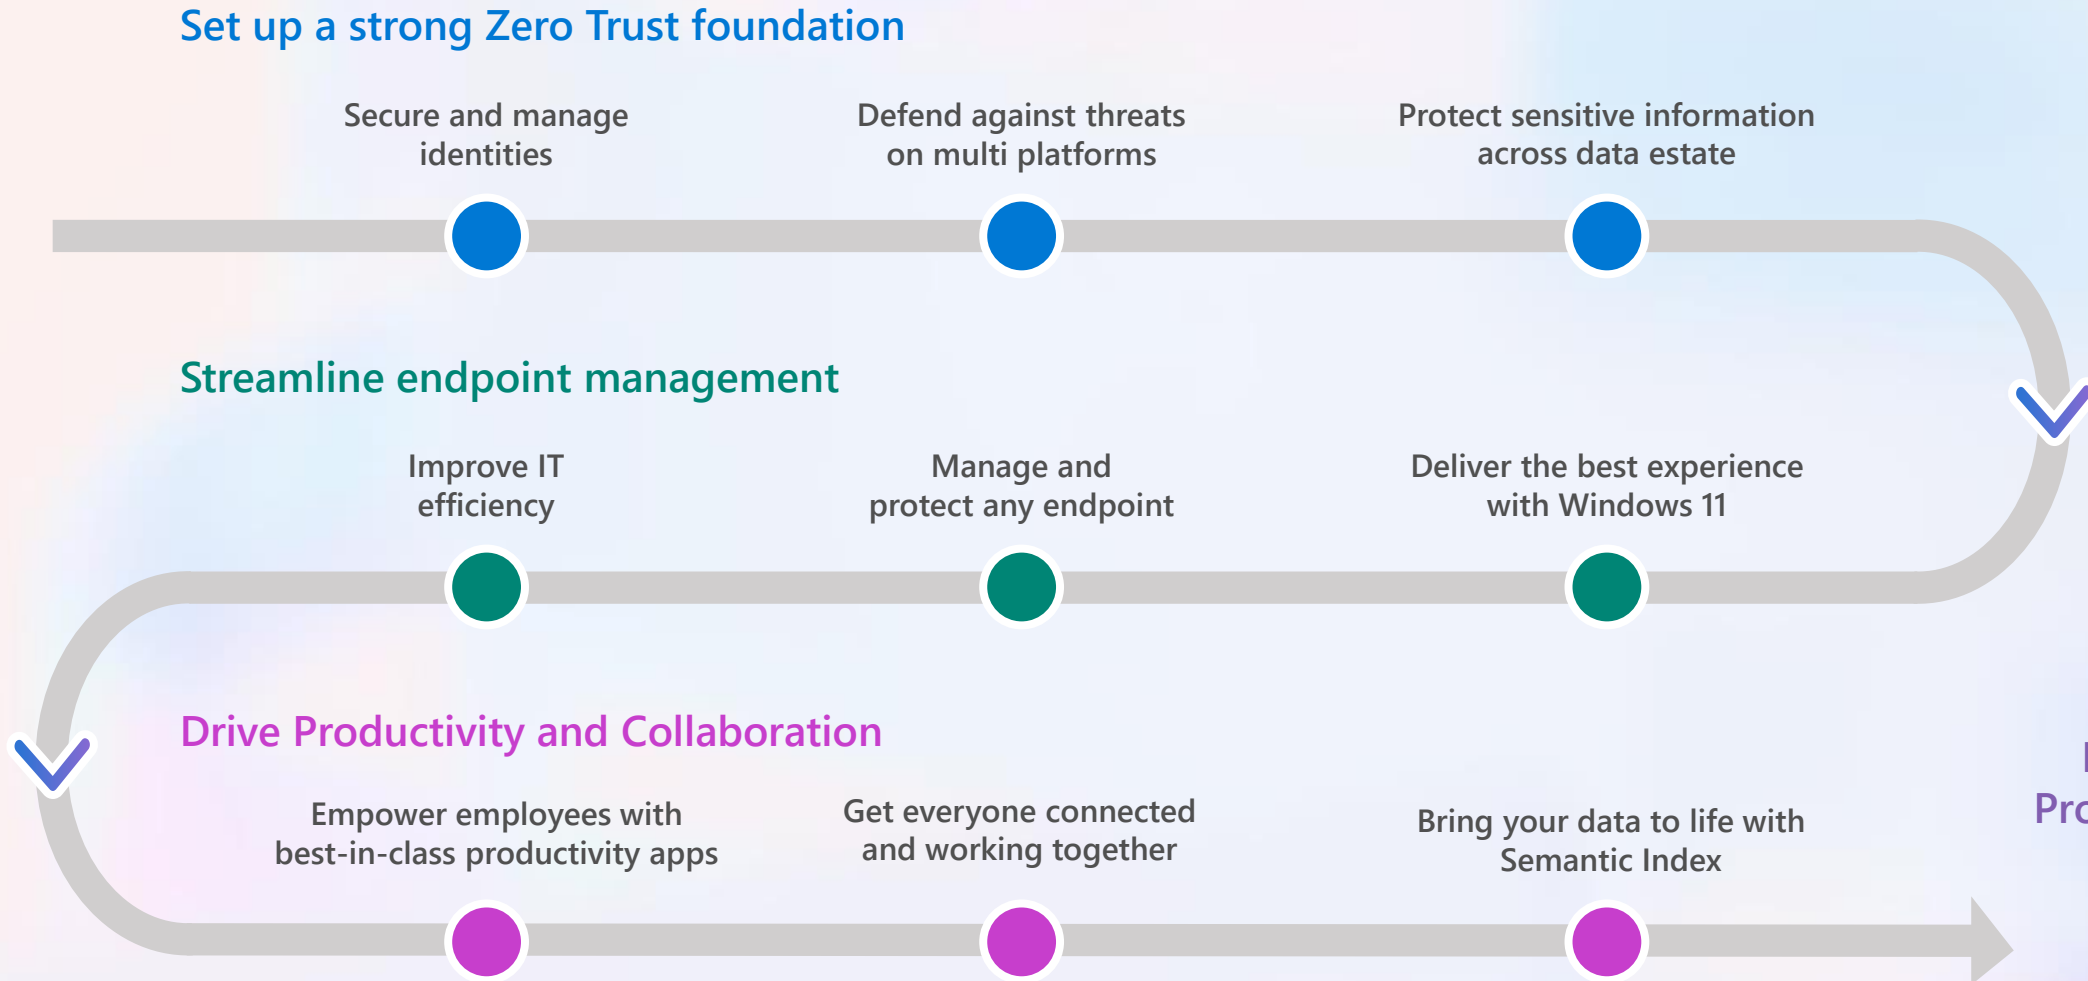 Set up a strong Zero Trust foundation
Secure and manage
identities
Defend against threats
on multi platforms
Protect sensitive information
across data estate
Streamline endpoint management
Improve IT
efficiency
Manage and
protect any endpoint
Deliver the best experience
with Windows 11
Drive Productivity and Collaboration
Empower employees with
best-in-class productivity apps
Get everyone connected
and working together
Bring your data to life with
Semantic Index